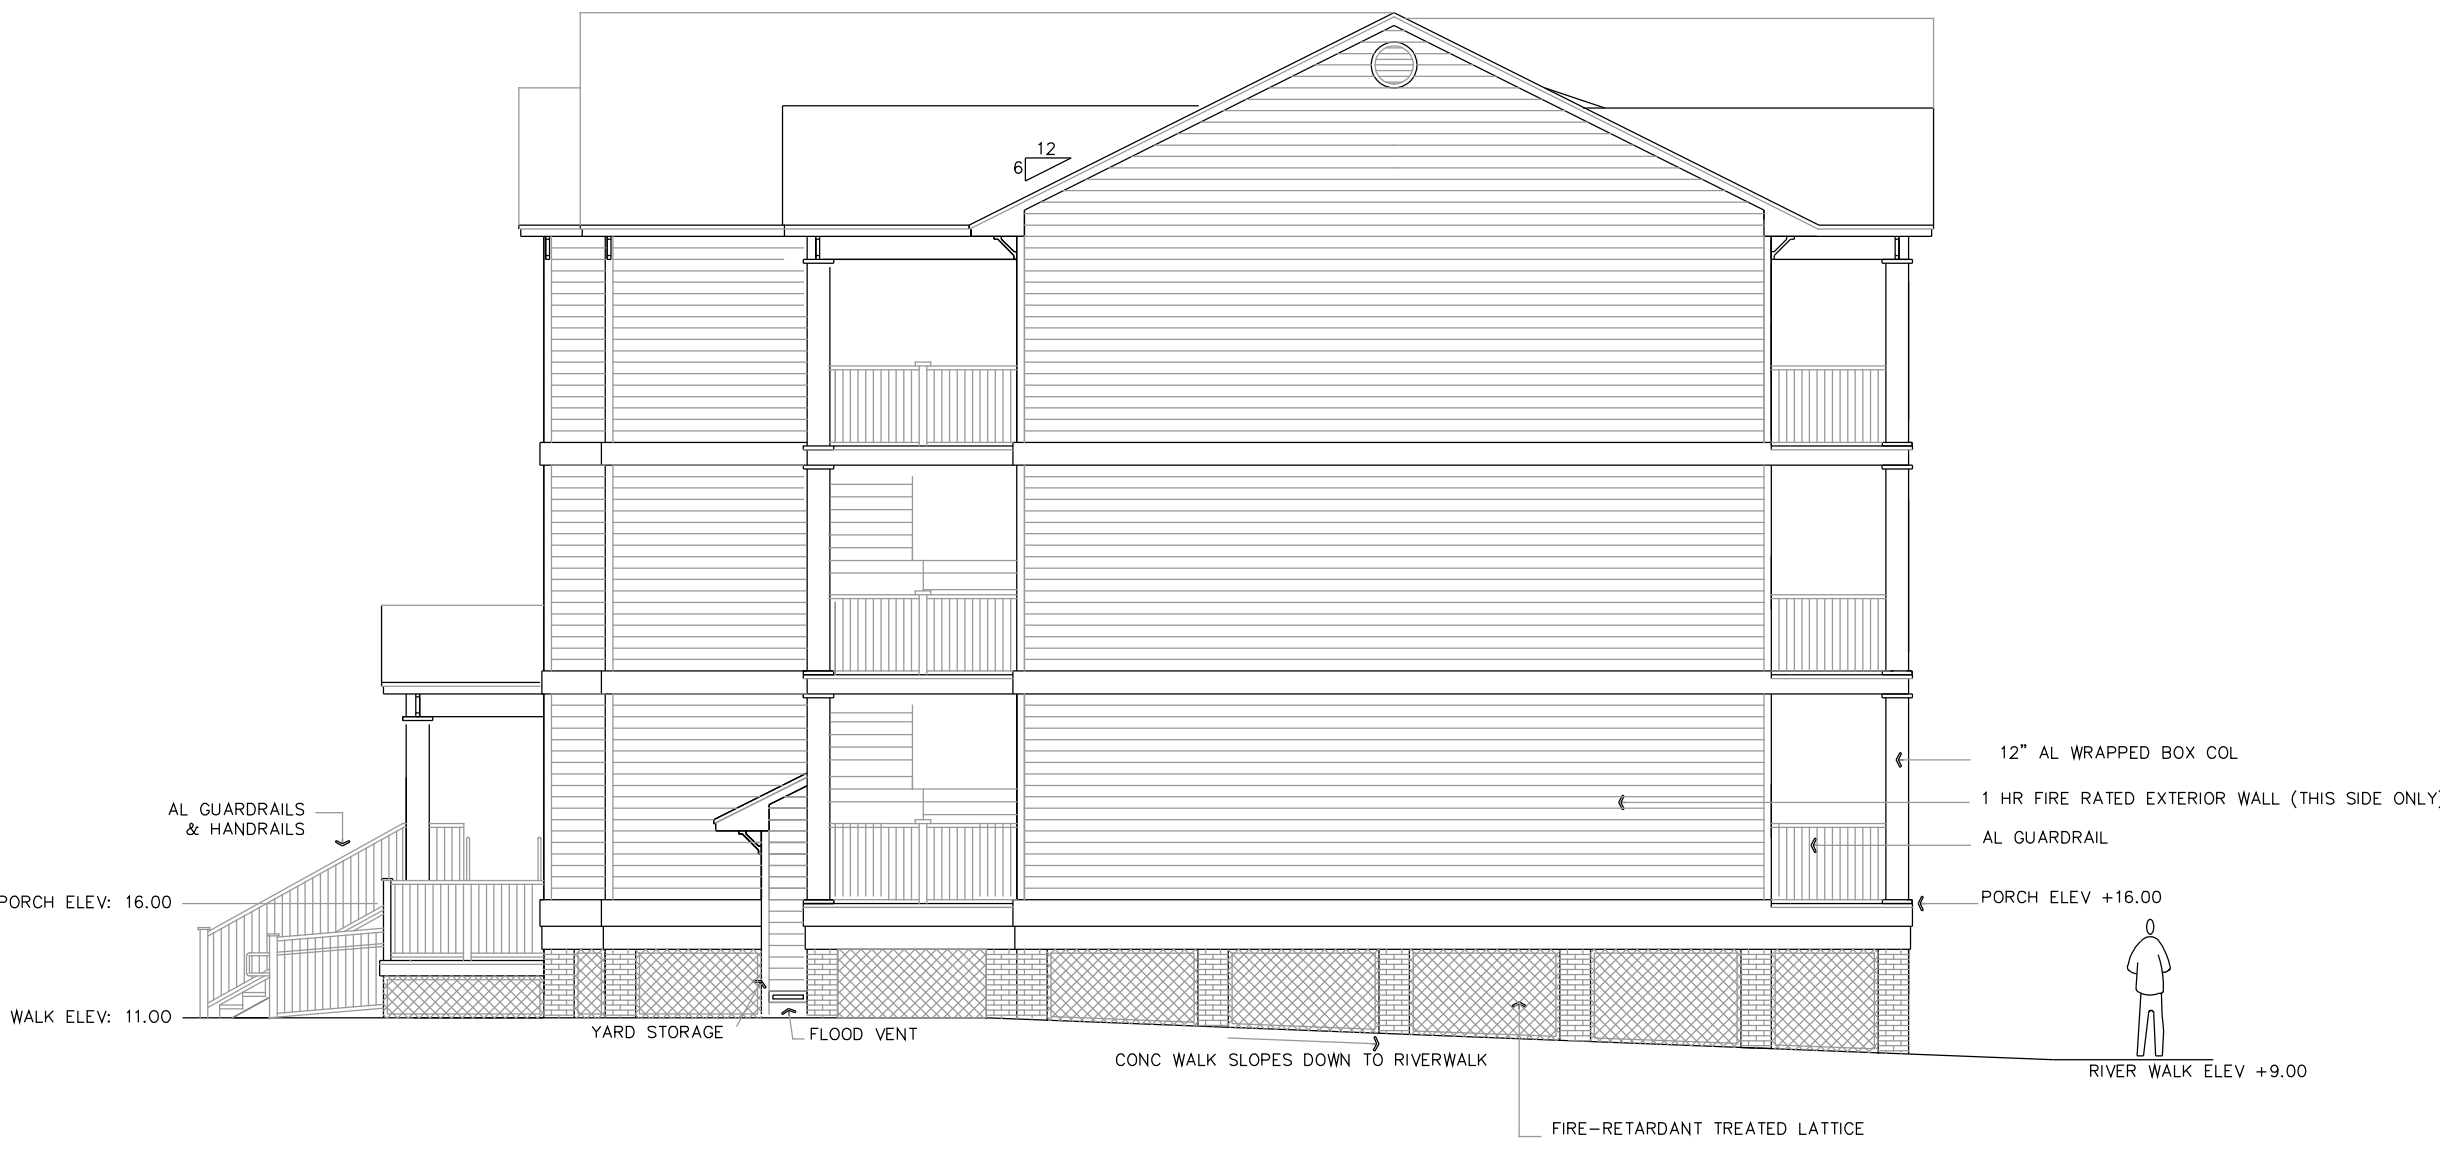 12
6
12" AL WRAPPED BOX COL
1 HR FIRE RATED EXTERIOR WALL (THIS SIDE ONLY)
AL GUARDRAILS
& HANDRAILS
AL GUARDRAIL
PORCH ELEV: 16.00
PORCH ELEV +16.00
WALK ELEV: 11.00
YARD STORAGE
FLOOD VENT
CONC WALK SLOPES DOWN TO RIVERWALK
RIVER WALK ELEV +9.00
FIRE-RETARDANT TREATED LATTICE